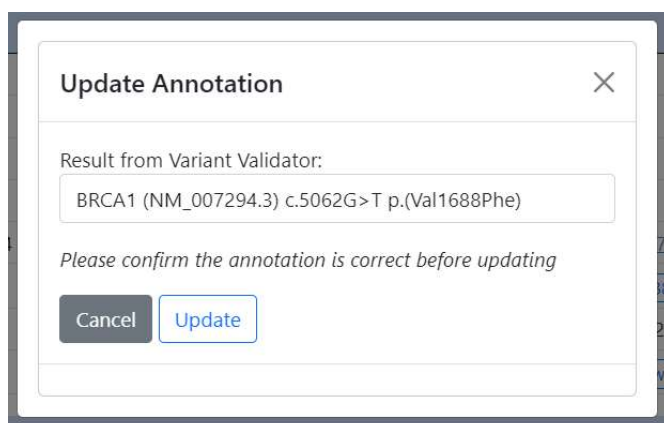 Update Annotation
Result from Variant Validator:
BRCA1 (NM_007294.3) c.5062G>T p.(Val1688Phe)
Please confirm the annotation is correct before updating
Cancel
Update